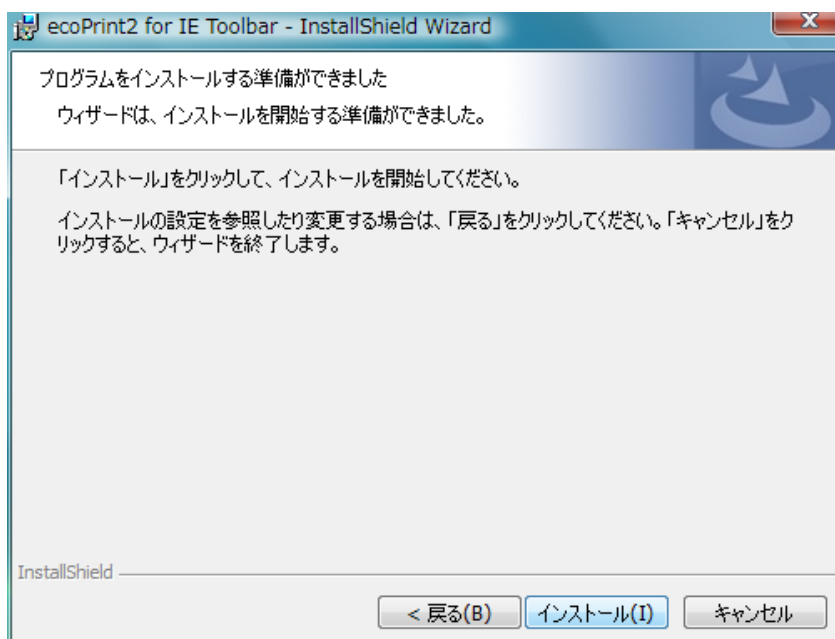 ecoPrint2 for IE Toolbar - InstallShield Wizard
プログラムをインストールする準備ができました
ウィザードは、インストールを開始する準備ができました。
「インストール」をクリックして、インストールを開始してください。
インストールの設定を参照したり変更する場合は、「戻る」をクリックしてください。「キャンセル」をク
リックすると、ウィザードを終了します。
InstallShield
< 戻る(B) インストール(I) キャンセル